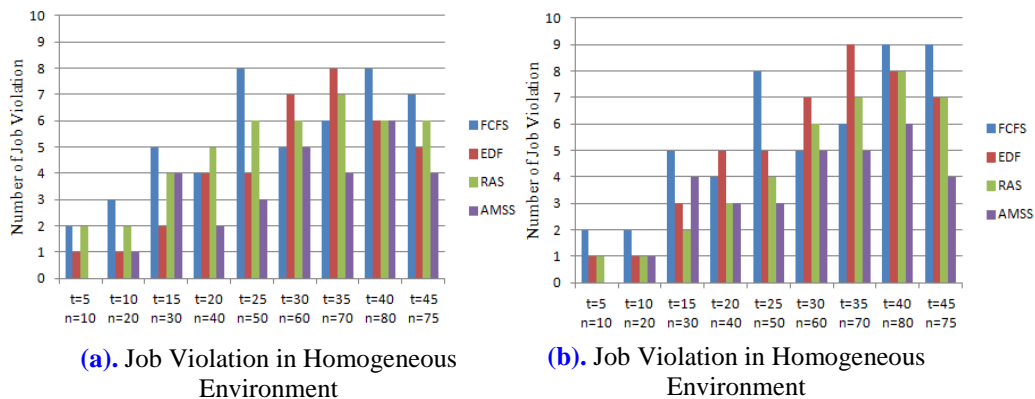 10
9
8
7
6
5
4
3
2
1
0
Number of Job Violation
t=5 t=10 t=15 t=20 t=25 t=30 t=35 t=40 t=45
n=10 n=20 n=30 n=40 n=50 n=60 n=70 n=80 n=75
FCFS
EDF
RAS
AMSS
(a). Job Violation in Homogeneous
Environment
10
9
8
7
6
5
4
3
2
1
0
Number of Job Violation
t=5 t=10 t=15 t=20 t=25 t=30 t=35 t=40 t=45
n=10 n=20 n=30 n=40 n=50 n=60 n=70 n=80 n=75
FCFS
EDF
RAS
AMSS
(b). Job Violation in Homogeneous
Environment